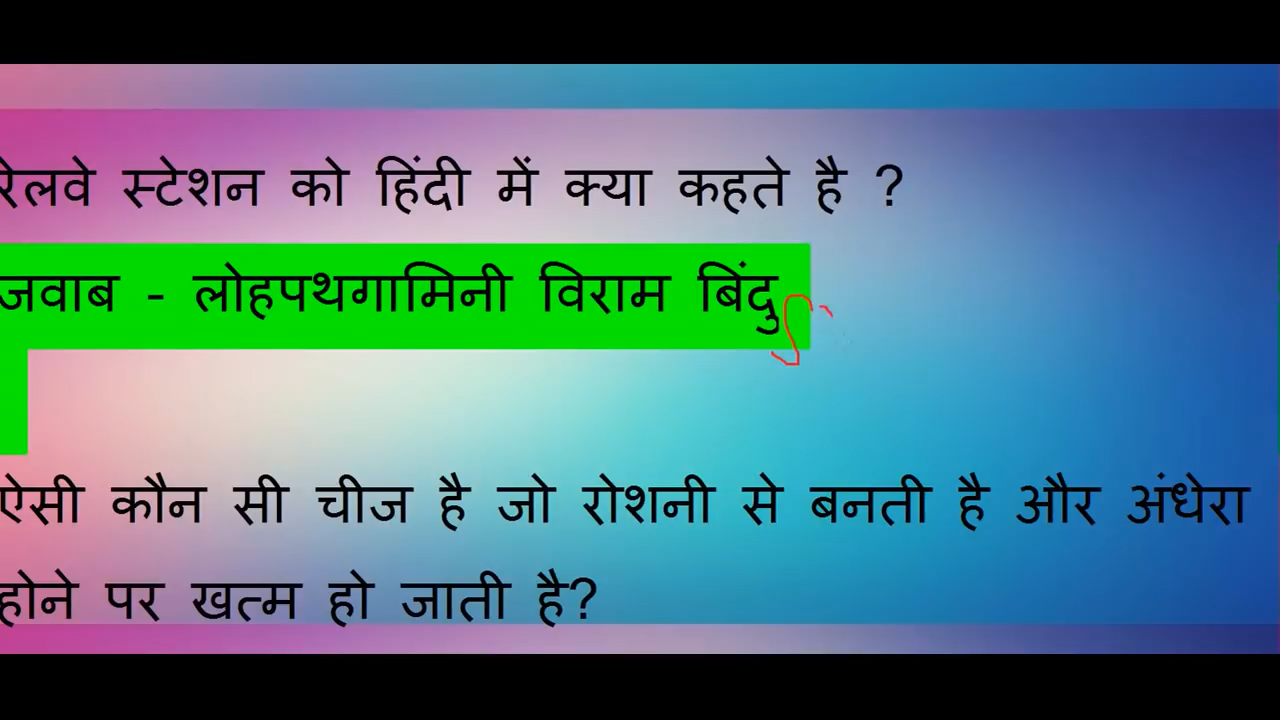 रेलवे स्टेशन को हिंदी में क्या कहते है ?
जवाब - लोहपथगामिनी विराम बिंदु
ऐसी कौन सी चीज है जो रोशनी से बनती है और अंधेरा
होने पर खत्म हो जाती है?